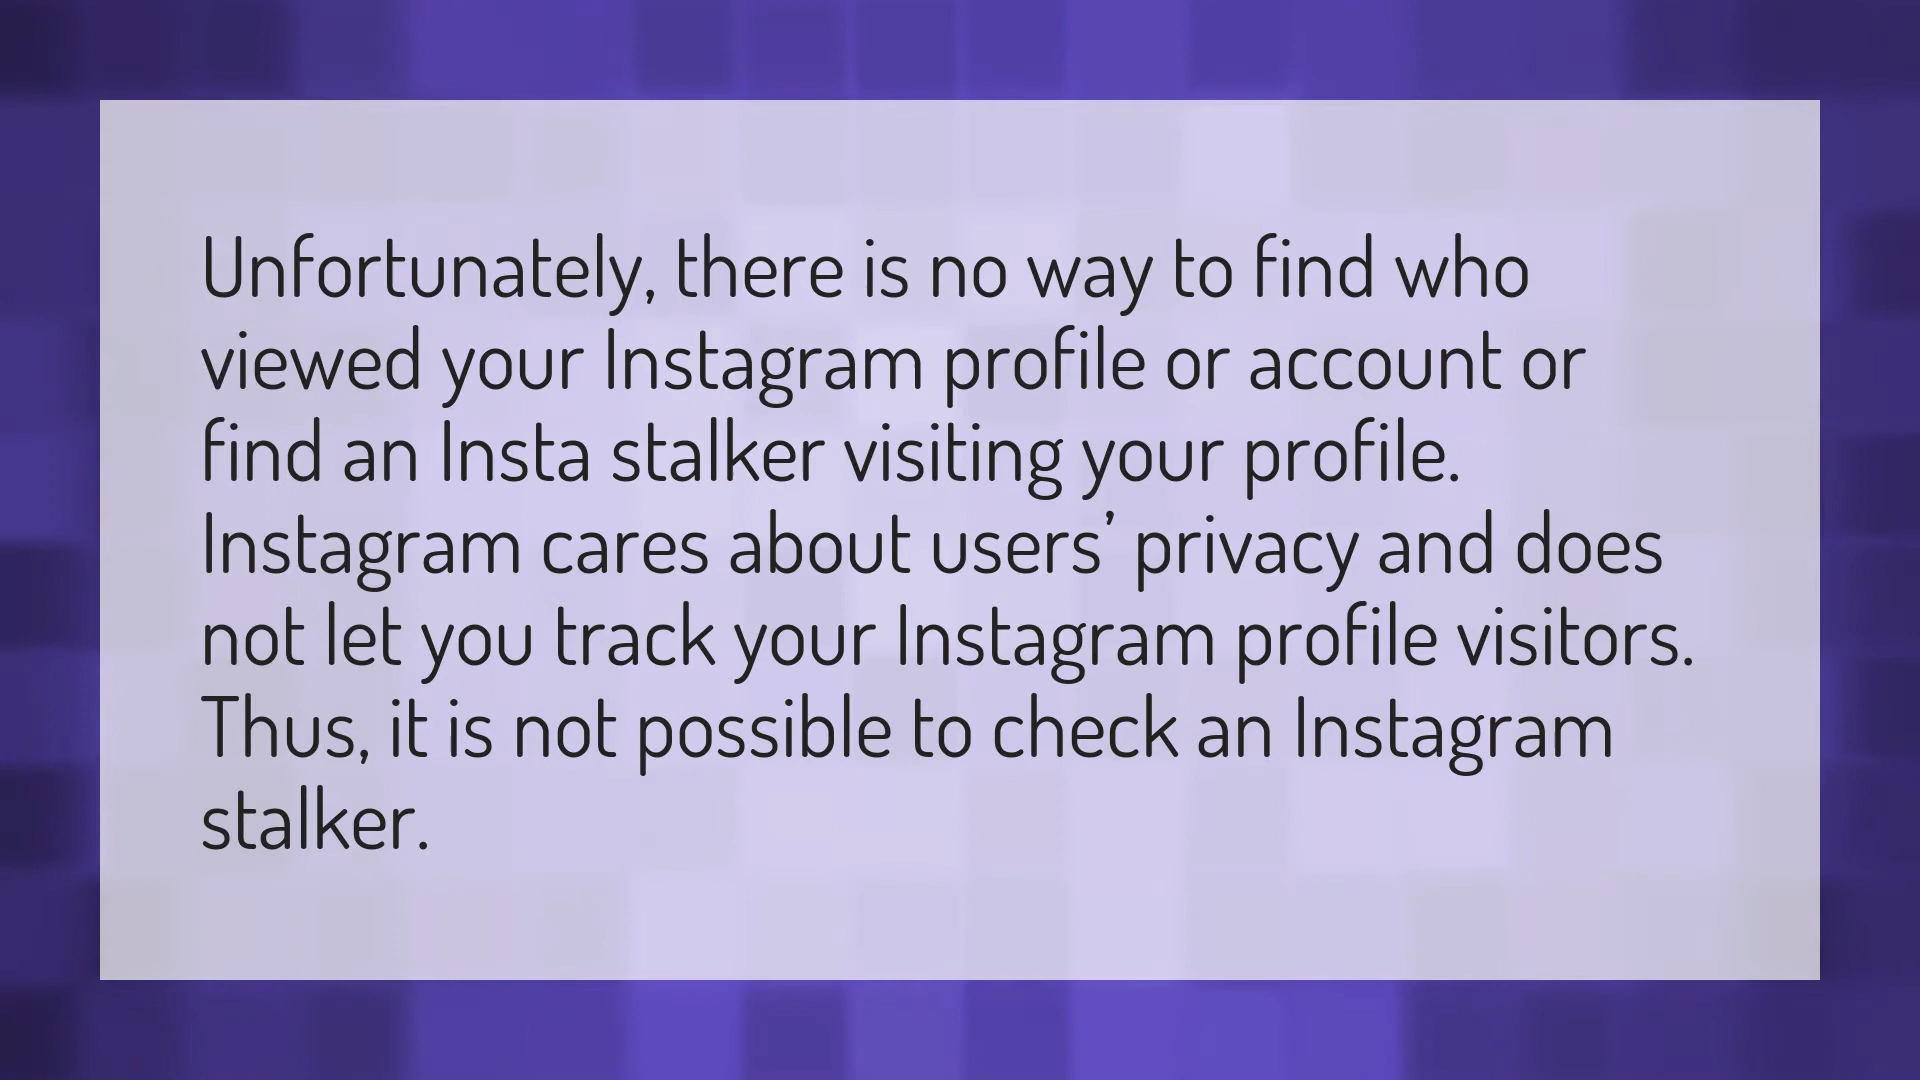 Unfortunately, there is no way to find who
viewed your Instagram profile or account or
find an Insta stalker visiting your profile.
Instagram cares about users’ privacy and does
not let you track your Instagram profile visitors.
Thus, it is not possible to check an Instagram
stalker.